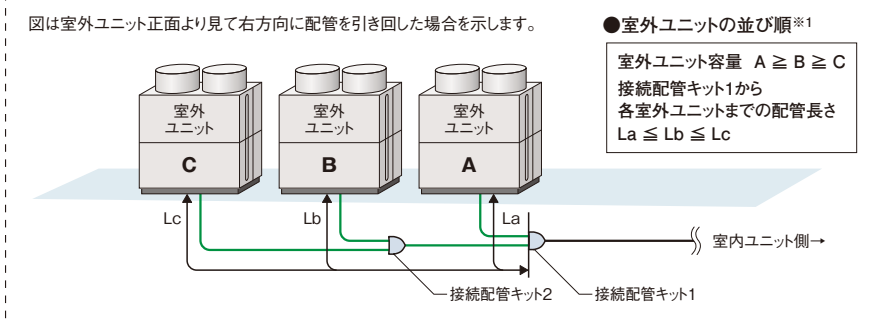 図は室外ユニット正面より見て右方向に配管を引き回した場合を示します。
●室外ユニットの並び順※1
室外ユニット容量 A ≧ B ≧ C
接続配管キット1から
各室外ユニットまでの配管長さ
La ≦ Lb ≦ Lc
室外
ユニット
C
室外
ユニット
B
室外
ユニット
A
Lc
Lb
La
室内ユニット側→
接続配管キット2
接続配管キット1